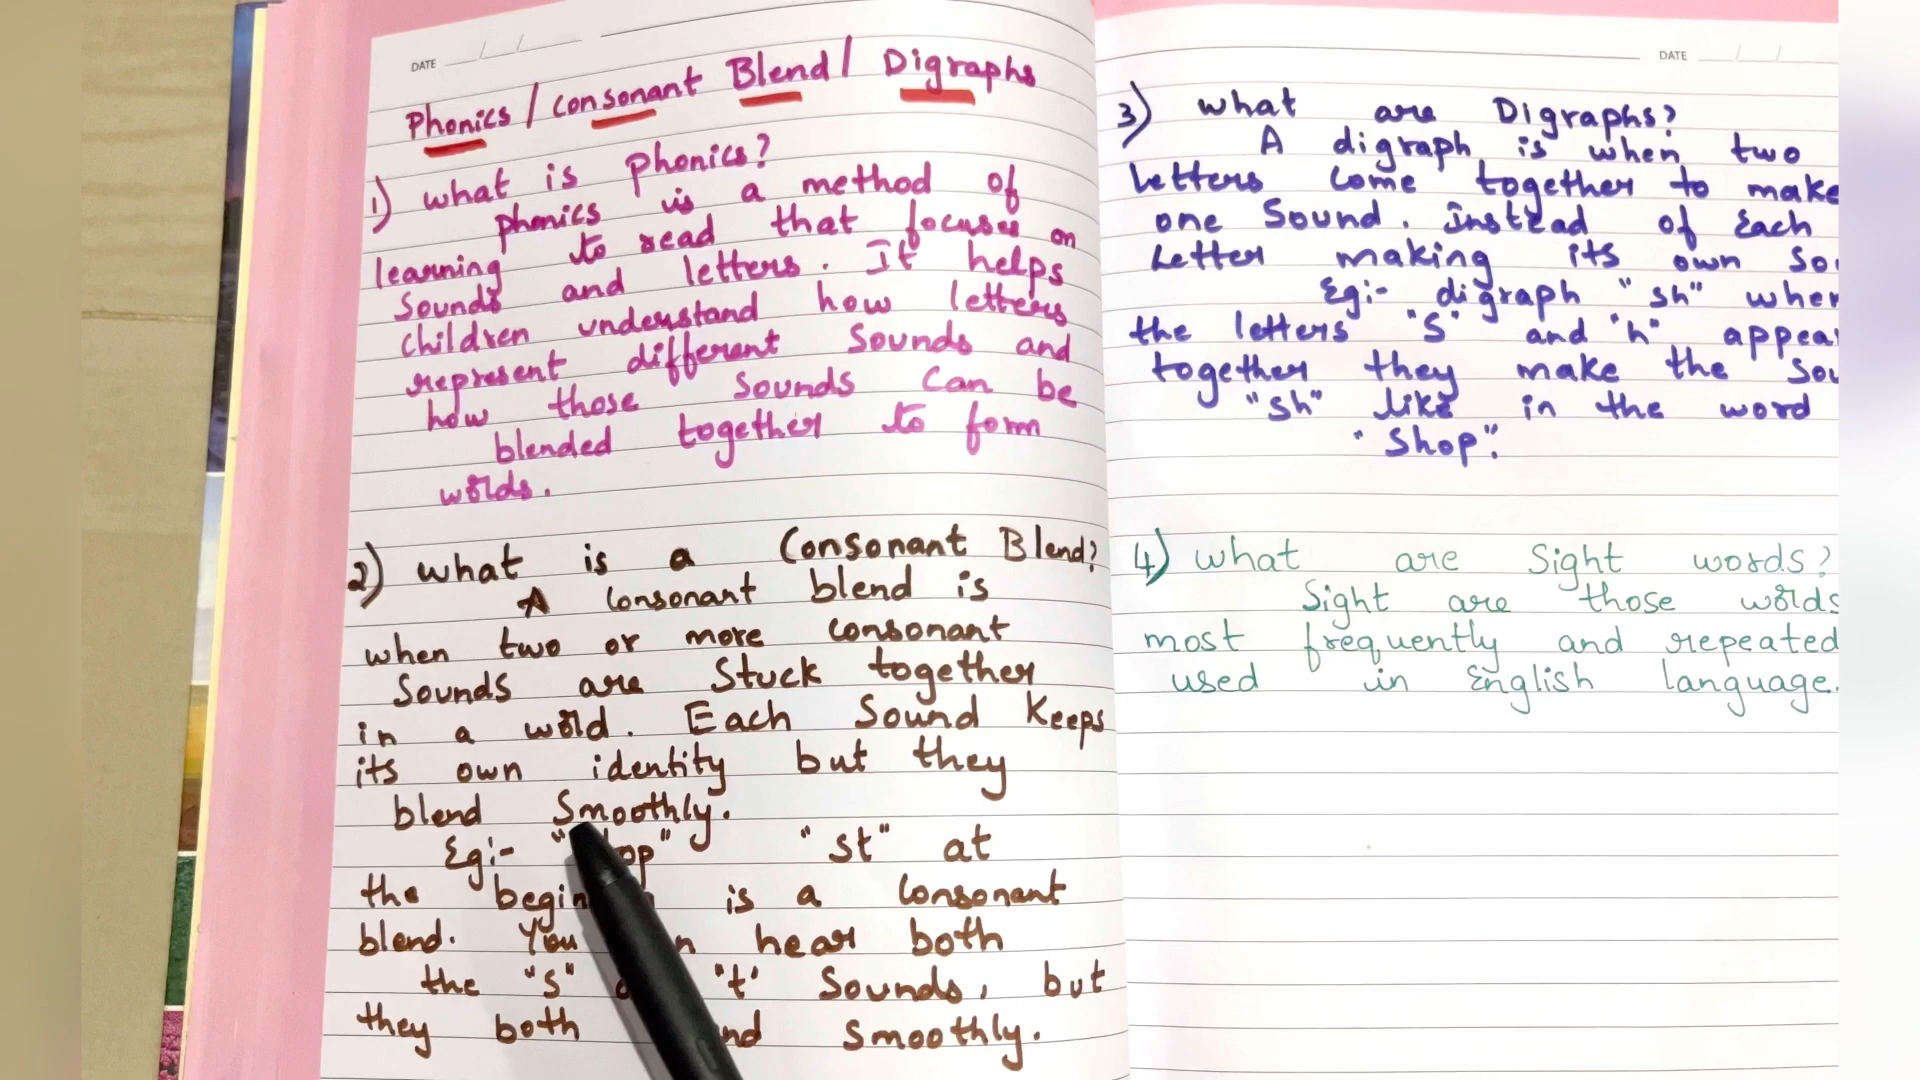 DATE
Phonics / consonant Blend / Digraphs
1) what is phonics?
phonics is a method of
learning to read that focuses on
sounds and letters. It helps
children understand how letters
represent different sounds and
how those sounds can be
blended together to form
words.
2) what is a Consonant Blend?
A consonant blend is
when two or more consonant
Sounds are Stuck together
in a word. Each Sound Keeps
its own identity but they
blend Smoothly.
Eg:- "st" at
the is a consonant
blend. You hear both
the "s" 't' Sounds, but
they both Smoothly.
DATE
3) what are Digraphs?
A digraph is when two
letters come together to make
one Sound. instead of Each
Letter making its own
Eg:- digraph "sh"
the letters "S" and "h"
together they make the
"sh" like in the word
"Shop".
4) what are Sight words?
Sight are those words
most frequently and repeated
used in English language.